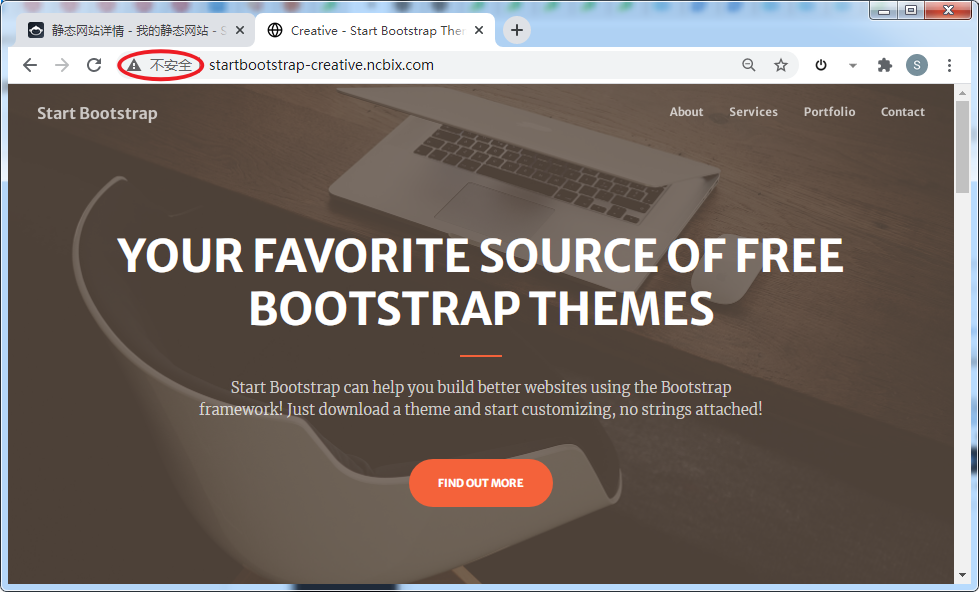 静态网站详情 - 我的静态网站 - S
Creative - Start Bootstrap Ther
不安全
startbootstrap-creative.ncbix.com
S
Start Bootstrap
About
Services
Portfolio
Contact
YOUR FAVORITE SOURCE OF FREE
BOOTSTRAP THEMES
Start Bootstrap can help you build better websites using the Bootstrap
framework! Just download a theme and start customizing, no strings attached!
FIND OUT MORE